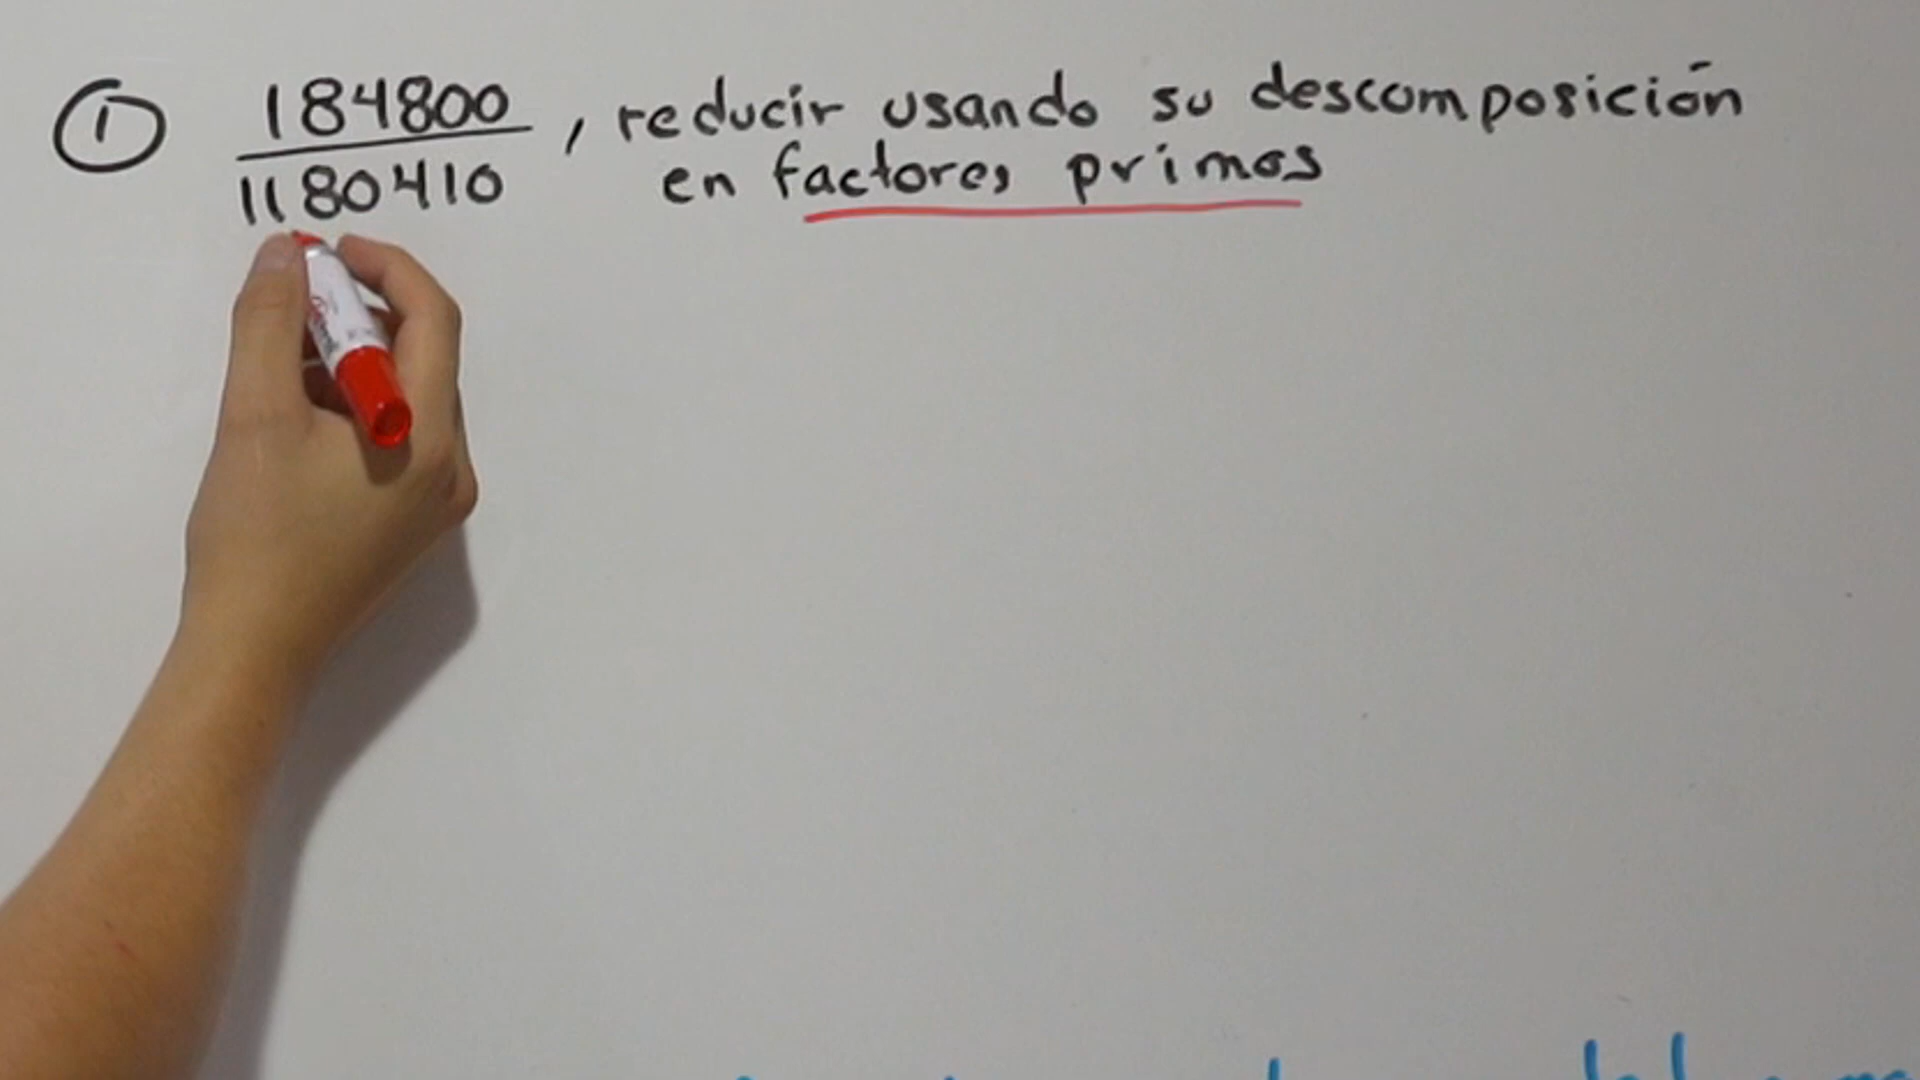 ① 184800
1180410
, reducir usando su descomposición
en factores primos